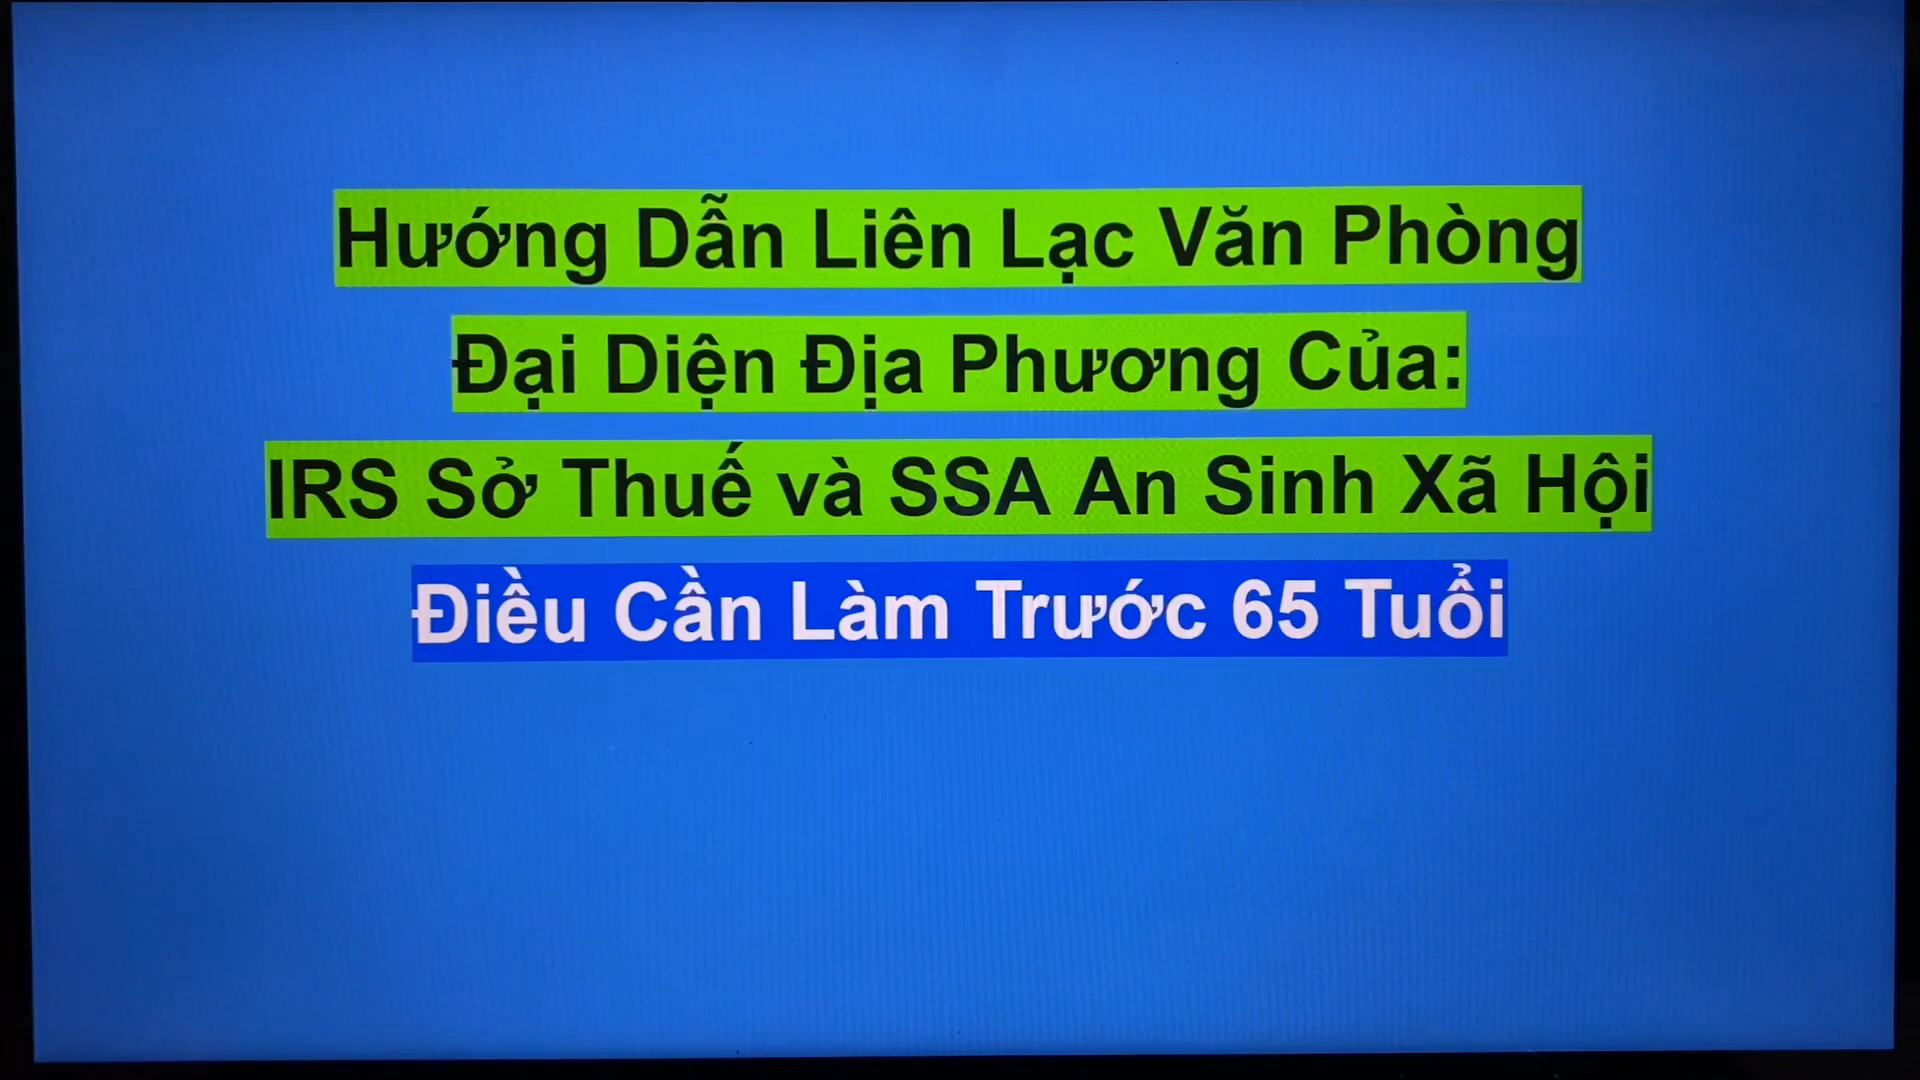 Hướng Dẫn Liên Lạc Văn Phòng
Đại Diện Địa Phương Của:
IRS Sở Thuế và SSA An Sinh Xã Hội
Điều Cần Làm Trước 65 Tuổi